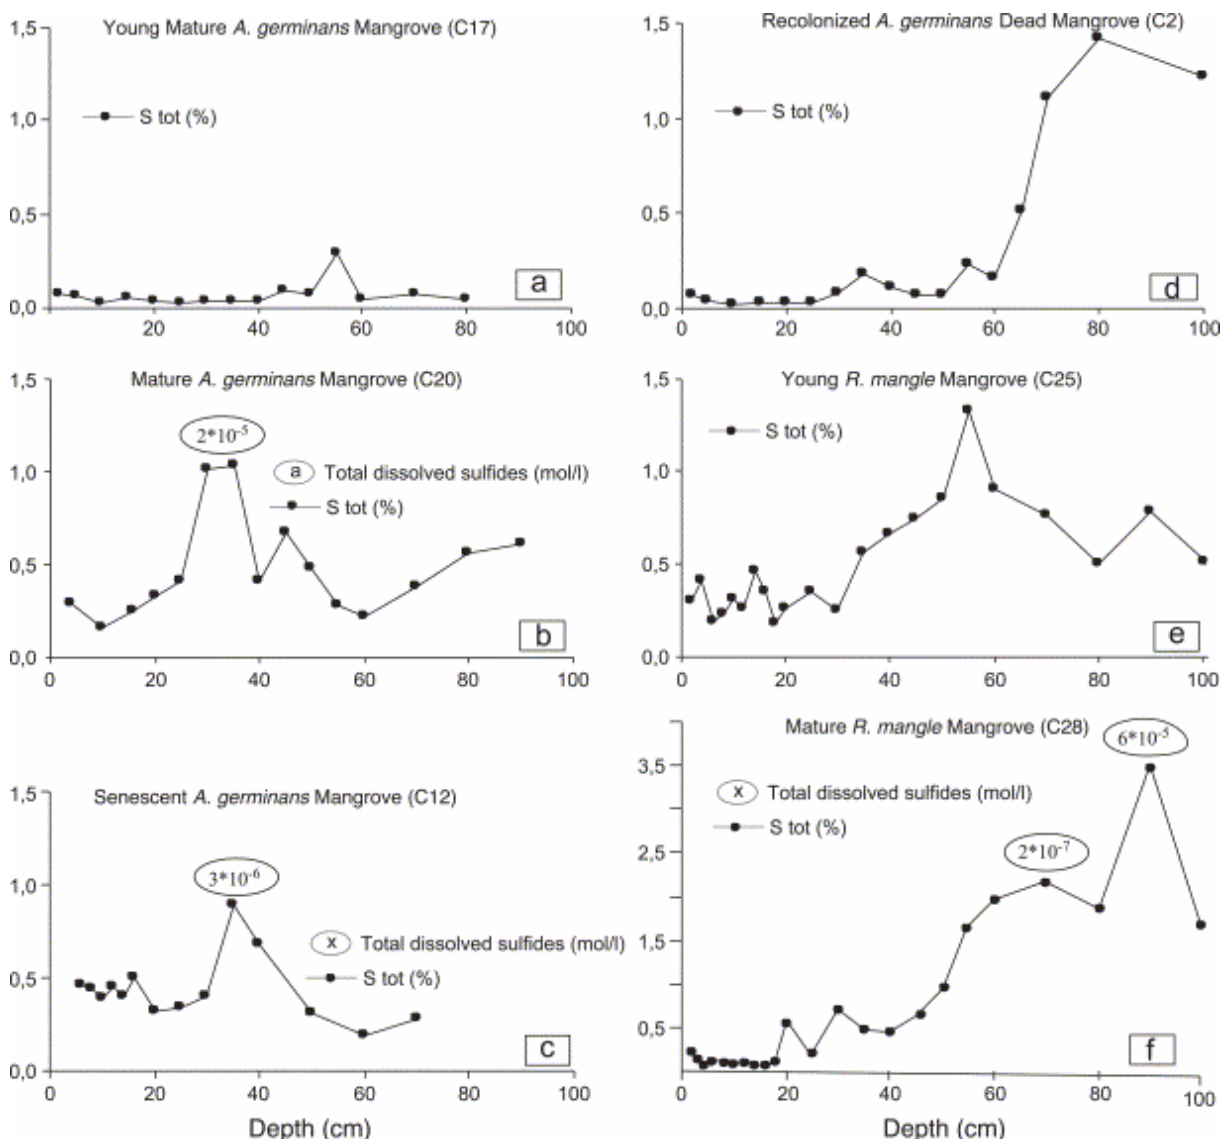 Young Mature A. germinans Mangrove (C17)
1,5
1,0
S tot (%)
0,5
a
0,0
20 40 60 80 100
Mature A. germinans Mangrove (C20)
1,5
2*10-5
1,0
a Total dissolved sulfides (mol/l)
S tot (%)
0,5
b
0,0
0 20 40 60 80 100
1,5
Senescent A. germinans Mangrove (C12)
1,0
3*10-6
x Total dissolved sulfides (mol/l)
0,5
S tot (%)
c
0,0
0 20 40 60 80 100
Depth (cm)
1,5
Recolonized A. germinans Dead Mangrove (C2)
1,0
S tot (%)
0,5
d
0,0
0 20 40 60 80 100
Young R. mangle Mangrove (C25)
1,5
S tot (%)
1,0
0,5
e
0,0
0 20 40 60 80 100
Mature R. mangle Mangrove (C28)
6*10-5
3,5
x Total dissolved sulfides (mol/l)
S tot (%)
2,5
2*10-7
1,5
0,5
f
0 20 40 60 80 100
Depth (cm)